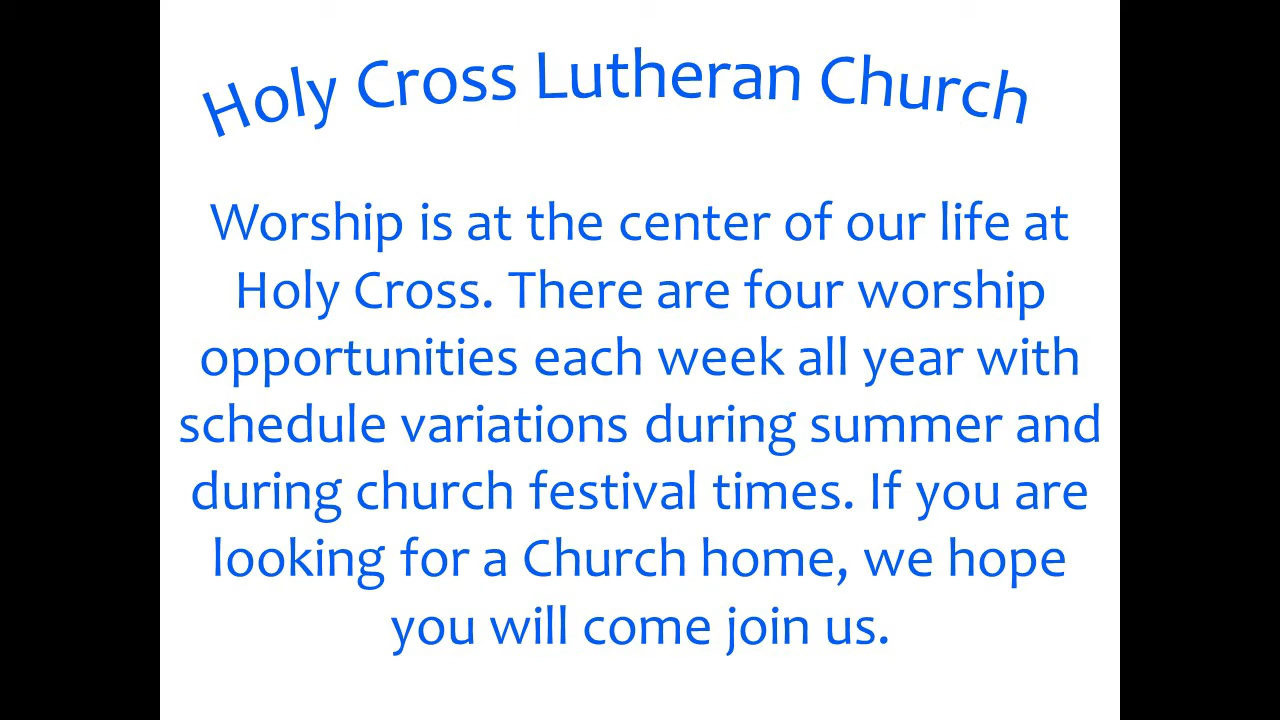 Holy Cross Lutheran Church
Worship is at the center of our life at
Holy Cross. There are four worship
opportunities each week all year with
schedule variations during summer and
during church festival times. If you are
looking for a Church home, we hope
you will come join us.